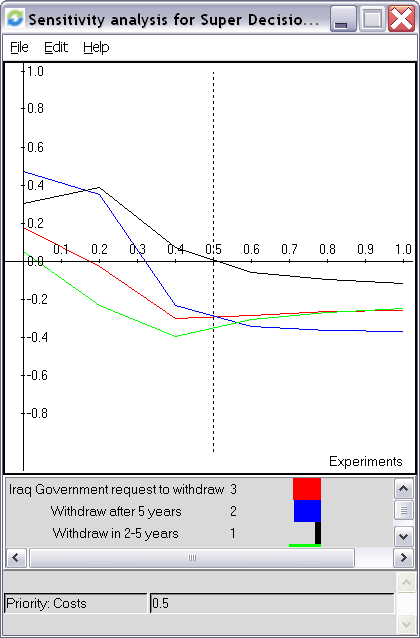 Sensitivity analysis for Super Decisio...
File Edit Help
1.0
0.8
0.6
0.4
0.2
0.1 0.2 0.3 0.4 0.5 0.6 0.7 0.8 0.9 1.0
0.0
-0.2
-0.4
-0.6
-0.8
Experiments
Iraq Government request to withdraw 3
Withdraw after 5 years 2
Withdraw in 2-5 years 1
Priority: Costs 0.5